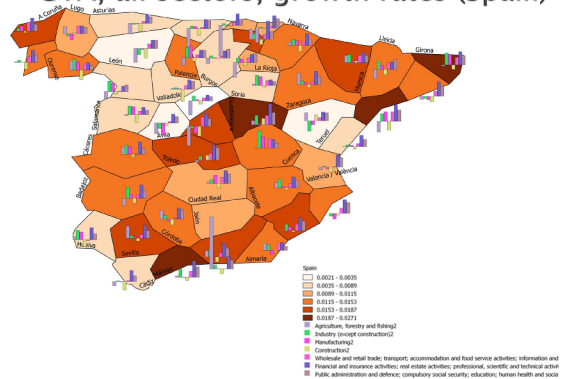 GVA, all sectors, growth rates (Spain)
A Coruña
Lugo
Asturias
Navarra
Lleida
Girona
Ourense
León
Palencia
Burgos
La Rioja
Huesca
Valladolid
Soria
Zaragoza
Salamanca
Guadalajara
Ávila
Teruel
Cáceres
Toledo
Cuenca
Valencia / València
Badajoz
Ciudad Real
Albacete
Jaén
Huelva
Córdoba
Sevilla
Almería
Málaga
Cádiz
Spain
0.0021 - 0.0035
0.0035 - 0.0089
0.0089 - 0.0115
0.0115 - 0.0153
0.0153 - 0.0187
0.0187 - 0.0271
Agriculture, forestry and fishing2
Industry (except construction)2
Manufacturing2
Construction2
Wholesale and retail trade; transport; accommodation and food service activities; information and
Financial and insurance activities; real estate activities; professional, scientific and technical activit
Public administration and defence; compulsory social security; education; human health and socia